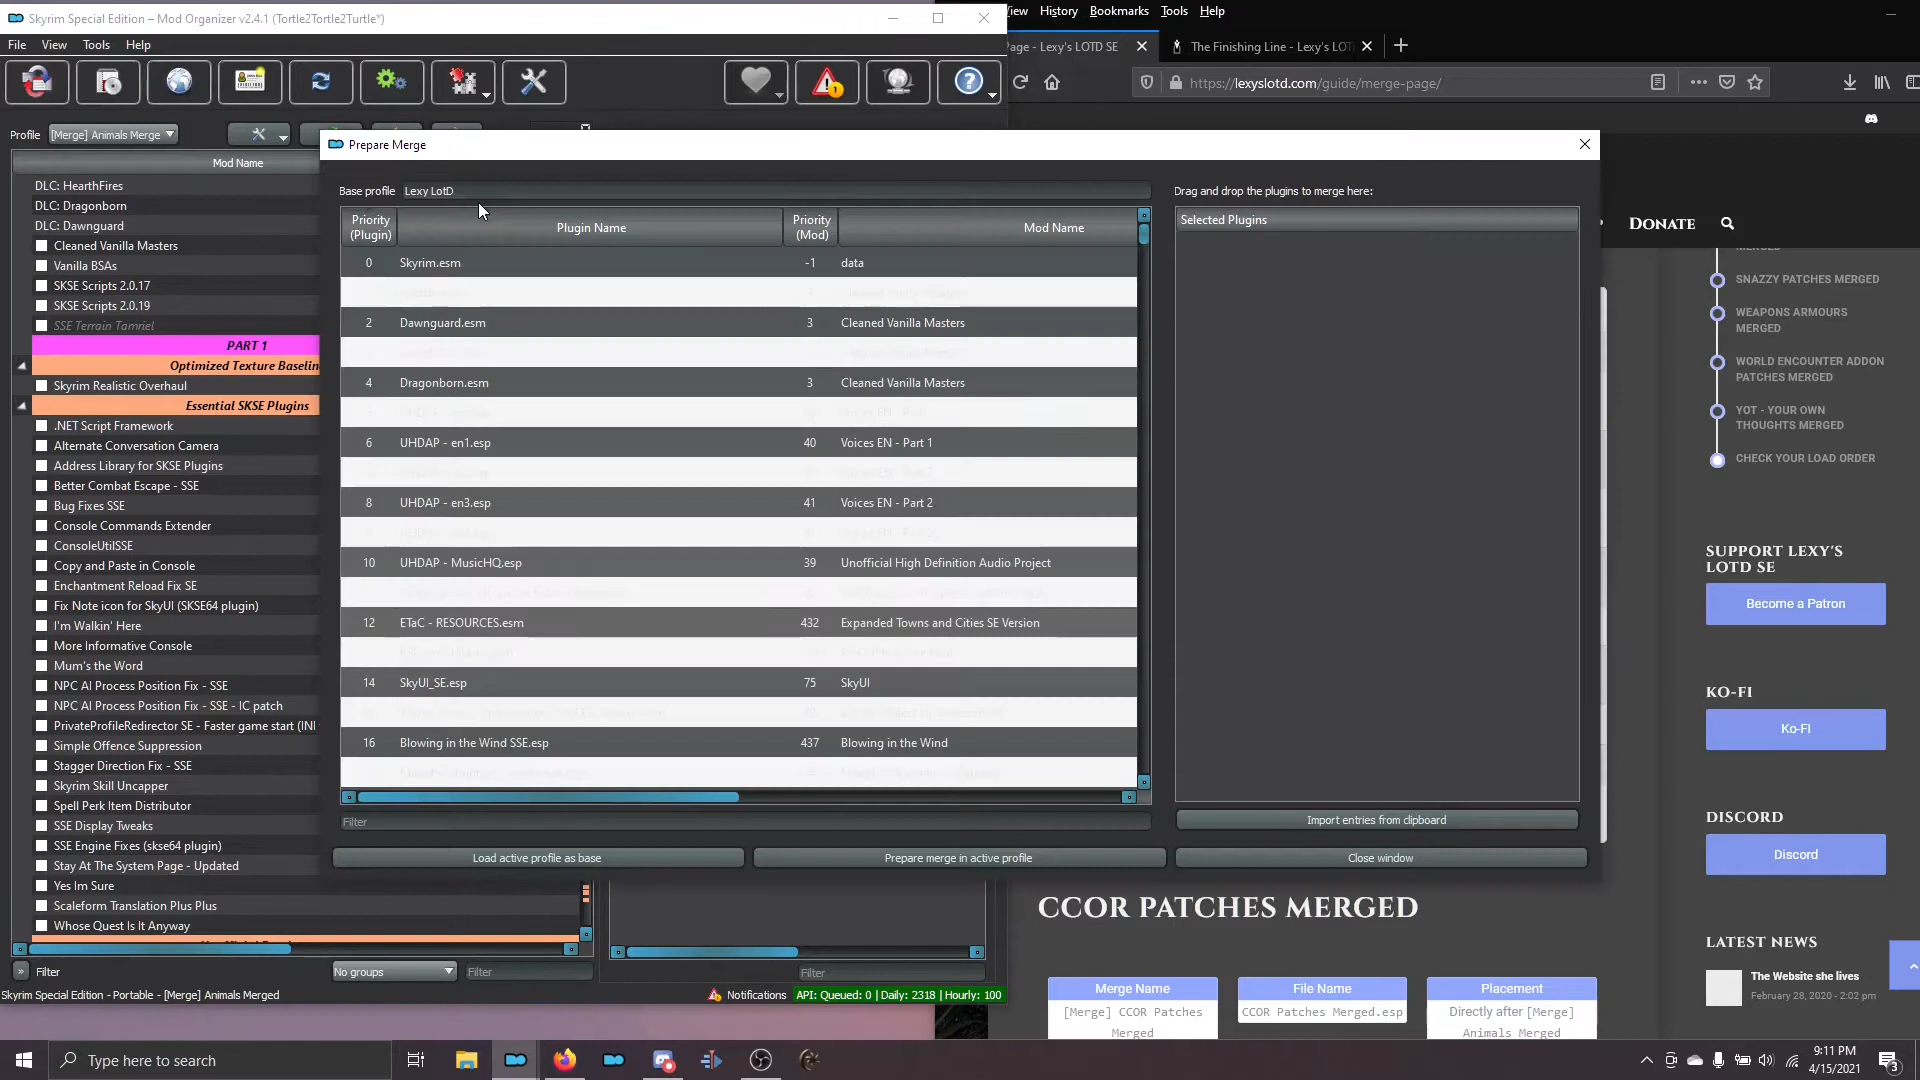 Skyrim Special Edition – Mod Organizer v2.4.1 (Tortle2Tortle2Turtle*)
File View Tools Help
Profile [Merge] Animals Merge
Mod Name
DLC: HearthFires
DLC: Dragonborn
DLC: Dawnguard
Cleaned Vanilla Masters
Vanilla BSAs
SKSE Scripts 2.0.17
SKSE Scripts 2.0.19
SSE Terrain Tamriel
PART 1
Optimized Texture Baselin
Skyrim Realistic Overhaul
Essential SKSE Plugins
.NET Script Framework
Alternate Conversation Camera
Address Library for SKSE Plugins
Better Combat Escape - SSE
Bug Fixes SSE
Console Commands Extender
ConsoleUtilSSE
Copy and Paste in Console
Enchantment Reload Fix SE
Fix Note icon for SkyUI (SKSE64 plugin)
I'm Walkin' Here
More Informative Console
Mum's the Word
NPC AI Process Position Fix - SSE
NPC AI Process Position Fix - SSE - IC patch
PrivateProfileRedirector SE - Faster game start (INI
Simple Offence Suppression
Stagger Direction Fix - SSE
Skyrim Skill Uncapper
Spell Perk Item Distributor
SSE Display Tweaks
SSE Engine Fixes (skse64 plugin)
Stay At The System Page - Updated
Yes Im Sure
Scaleform Translation Plus Plus
Whose Quest Is It Anyway
» Filter No groups Filter
Filter
Skyrim Special Edition - Portable - [Merge] Animals Merged
Notifications API: Queued: 0 | Daily: 2318 | Hourly: 100
Prepare Merge
Base profile Lexy LotD
Priority (Plugin) Plugin Name Priority (Mod) Mod Name
0 Skyrim.esm -1 data
2 Dawnguard.esm 3 Cleaned Vanilla Masters
4 Dragonborn.esm 3 Cleaned Vanilla Masters
6 UHDAP - en1.esp 40 Voices EN - Part 1
8 UHDAP - en3.esp 41 Voices EN - Part 2
10 UHDAP - MusicHQ.esp 39 Unofficial High Definition Audio Project
12 ETaC - RESOURCES.esm 432 Expanded Towns and Cities SE Version
14 SkyUI_SE.esp 75 SkyUI
16 Blowing in the Wind SSE.esp 437 Blowing in the Wind
Filter
Drag and drop the plugins to merge here:
Selected Plugins
Import entries from clipboard
Load active profile as base
Prepare merge in active profile
Close window
iew History Bookmarks Tools Help
Page - Lexy's LOTD SE
The Finishing Line - Lexy's LOT
https://lexyslotd.com/guide/merge-page/
DONATE
MERGED
SNAZZY PATCHES MERGED
WEAPONS ARMOURS
MERGED
WORLD ENCOUNTER ADDON
PATCHES MERGED
YOT - YOUR OWN
THOUGHTS MERGED
CHECK YOUR LOAD ORDER
SUPPORT LEXY'S
LOTD SE
Become a Patron
KO-FI
Ko-FI
DISCORD
Discord
LATEST NEWS
The Website she lives
February 28, 2020 - 2:02 pm
CCOR PATCHES MERGED
Merge Name
[Merge] CCOR Patches
Merged
File Name
CCOR Patches Merged.esp
Placement
Directly after [Merge]
Animals Merged
Type here to search
9:11 PM
4/15/2021
3